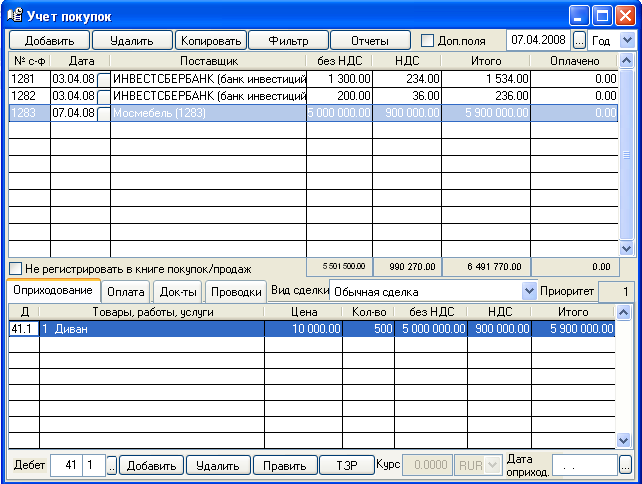 Учет покупок
Добавить Удалить Копировать Фильтр Отчеты Доп.поля 07.04.2008 ... Год
№ с-ф Дата Поставщик без НДС НДС Итого Оплачено
1281 03.04.08 ИНВЕСТСБЕРБАНК (банк инвестиций 1 300.00 234.00 1 534.00 0.00
1282 03.04.08 ИНВЕСТСБЕРБАНК (банк инвестиций 200.00 36.00 236.00 0.00
1283 07.04.08 Мосмебель (1283) 5 000 000.00 900 000.00 5 900 000.00 0.00
Не регистрировать в книге покупок/продаж 5 501 500.00 990 270.00 6 491 770.00 0.00
Оприходование Оплата Док-ты Проводки Вид сделки Обычная сделка Приоритет 1
Д Товары, работы, услуги Цена Кол-во без НДС НДС Итого
41.1 1 Диван 10 000.00 500 5 000 000.00 900 000.00 5 900 000.00
Дебет 41 1 .. Добавить Удалить Править ТЗР Курс 0.0000 RUR Дата оприход. . . ...